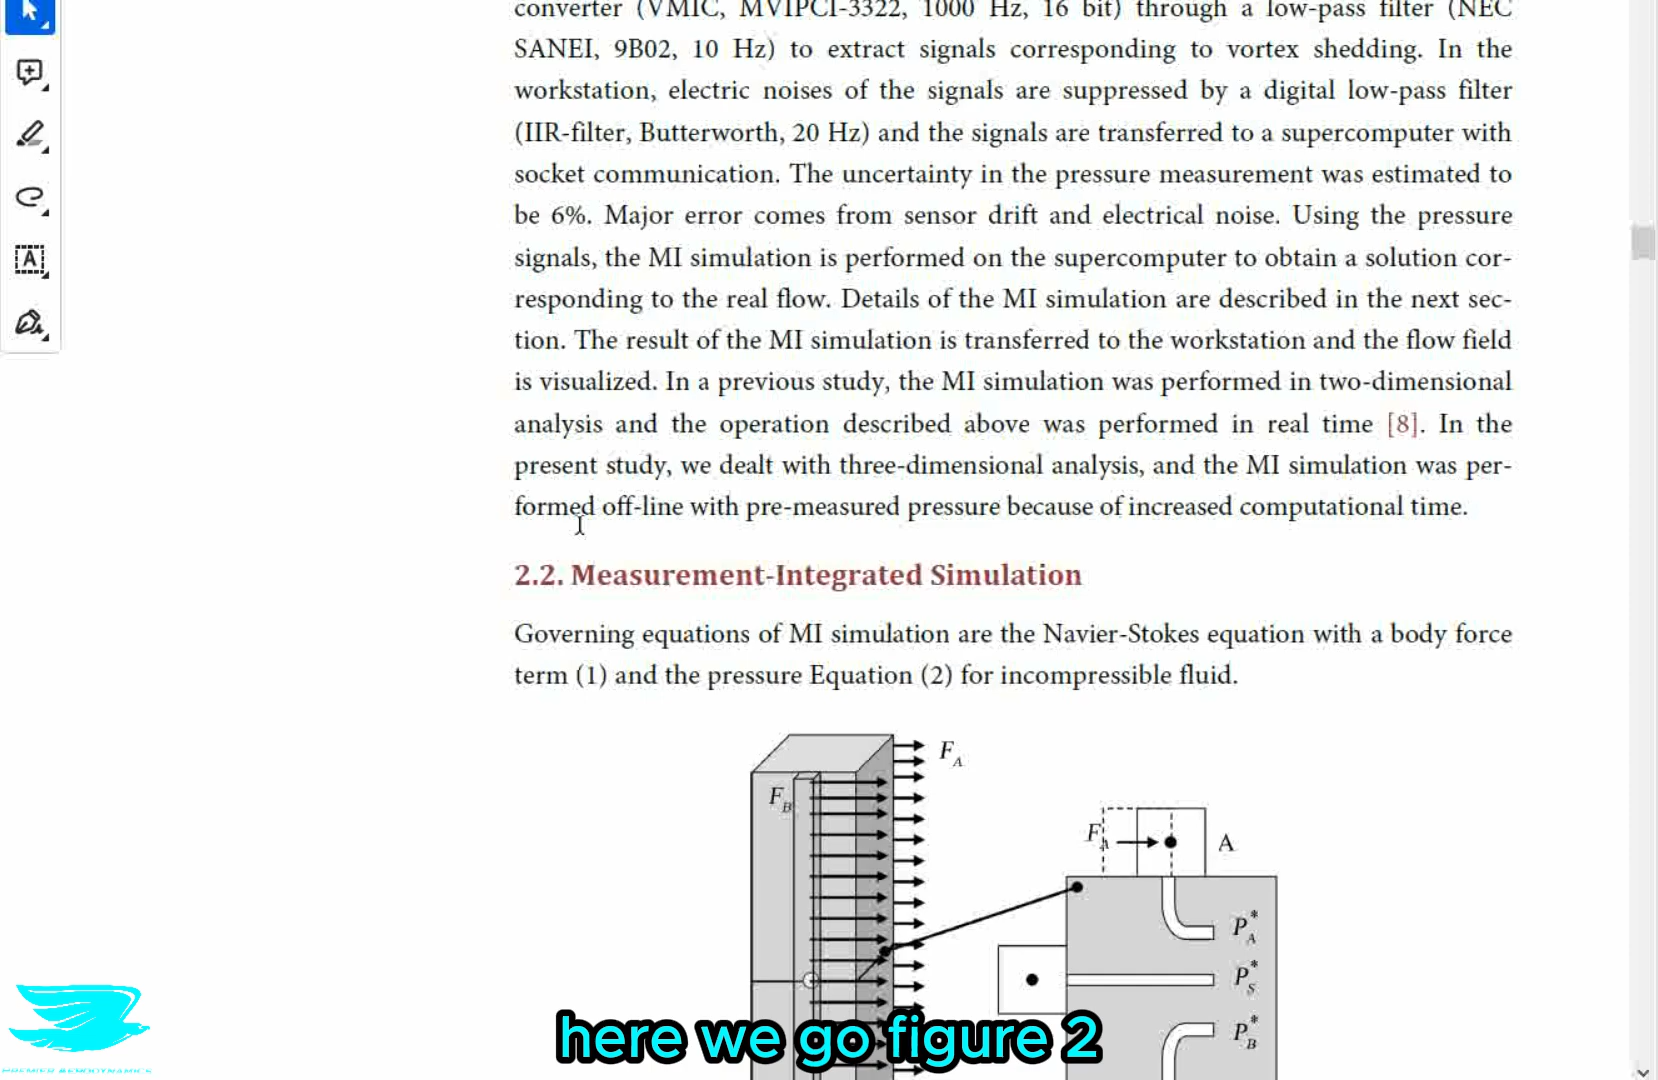 converter (VMIC, MVIPCI-3322, 1000 Hz, 16 bit) through a low-pass filter (NEC
SANEI, 9B02, 10 Hz) to extract signals corresponding to vortex shedding. In the
workstation, electric noises of the signals are suppressed by a digital low-pass filter
(IIR-filter, Butterworth, 20 Hz) and the signals are transferred to a supercomputer with
socket communication. The uncertainty in the pressure measurement was estimated to
be 6%. Major error comes from sensor drift and electrical noise. Using the pressure
signals, the MI simulation is performed on the supercomputer to obtain a solution cor-
responding to the real flow. Details of the MI simulation are described in the next sec-
tion. The result of the MI simulation is transferred to the workstation and the flow field
is visualized. In a previous study, the MI simulation was performed in two-dimensional
analysis and the operation described above was performed in real time [8]. In the
present study, we dealt with three-dimensional analysis, and the MI simulation was per-
formed off-line with pre-measured pressure because of increased computational time.
2.2. Measurement-Integrated Simulation
Governing equations of MI simulation are the Navier-Stokes equation with a body force
term (1) and the pressure Equation (2) for incompressible fluid.
F_A
F_B
F_A
A
P*_A
P*_S
P*_B
here we go figure 2
PREMIER AERODYNAMICS